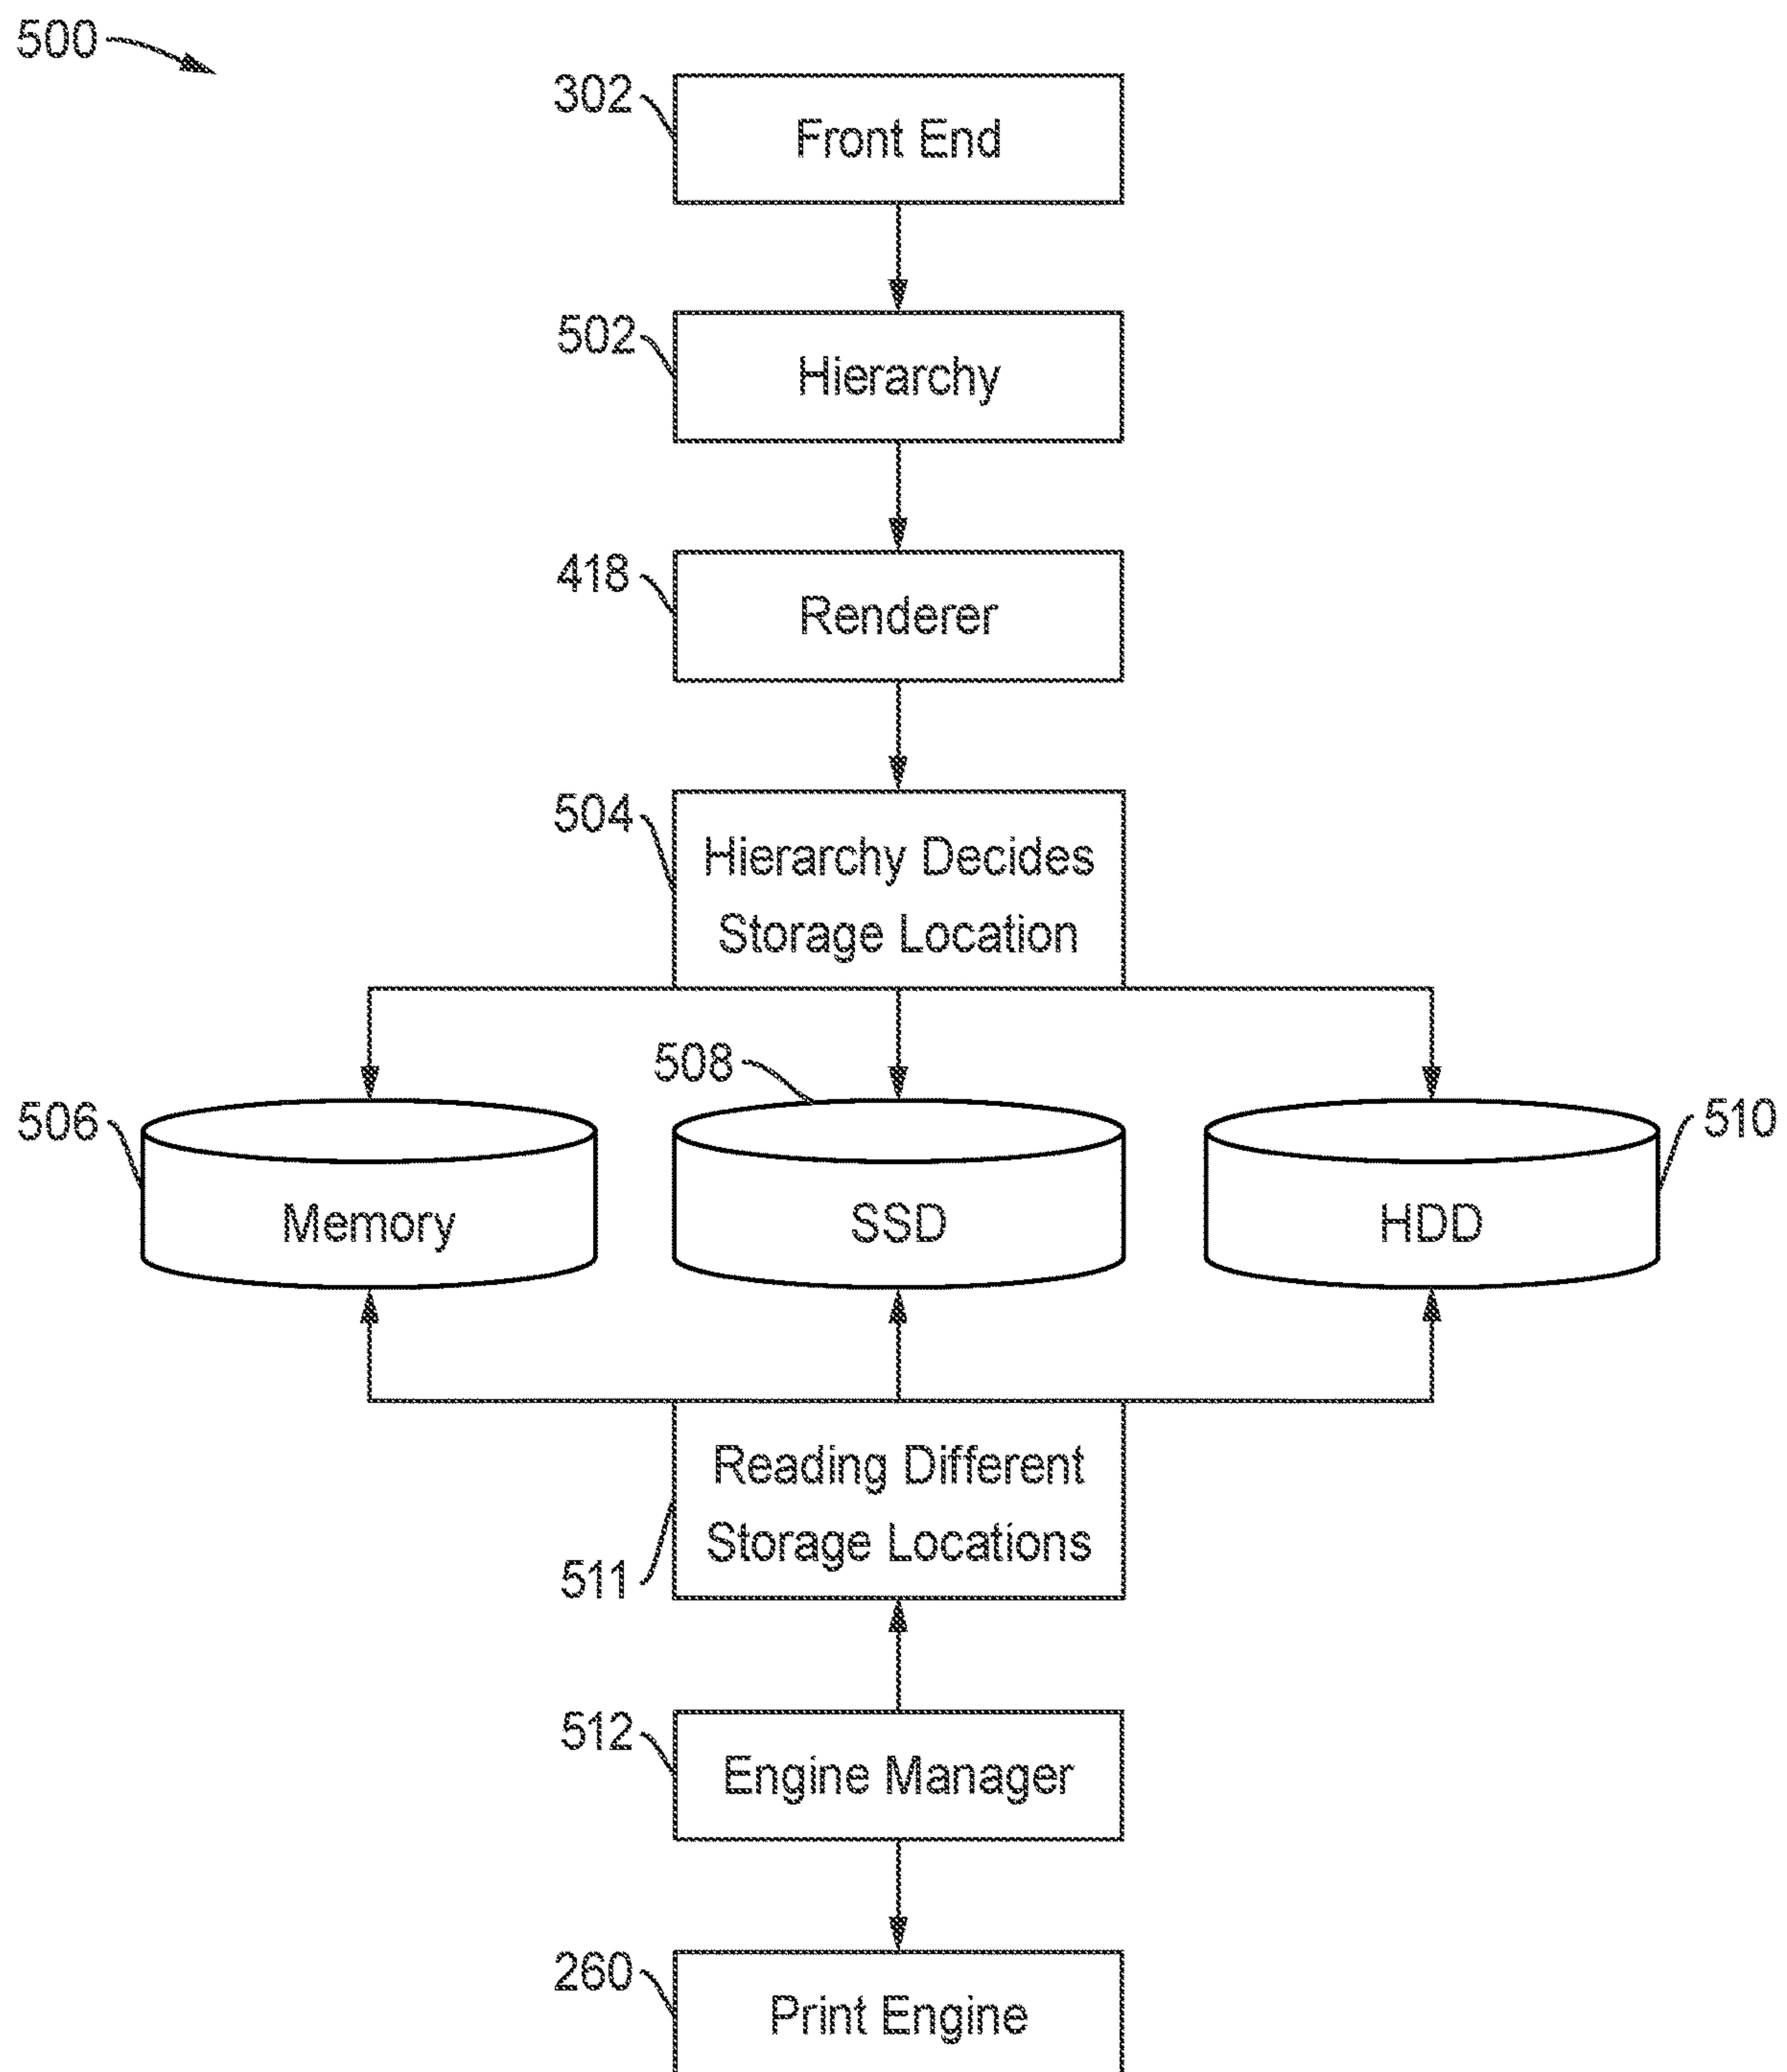 500
302
Front End
502
Hierarchy
418
Renderer
504
Hierarchy Decides
Storage Location
508
506
510
Memory
SSD
HDD
Reading Different
Storage Locations
511
512
Engine Manager
260
Print Engine